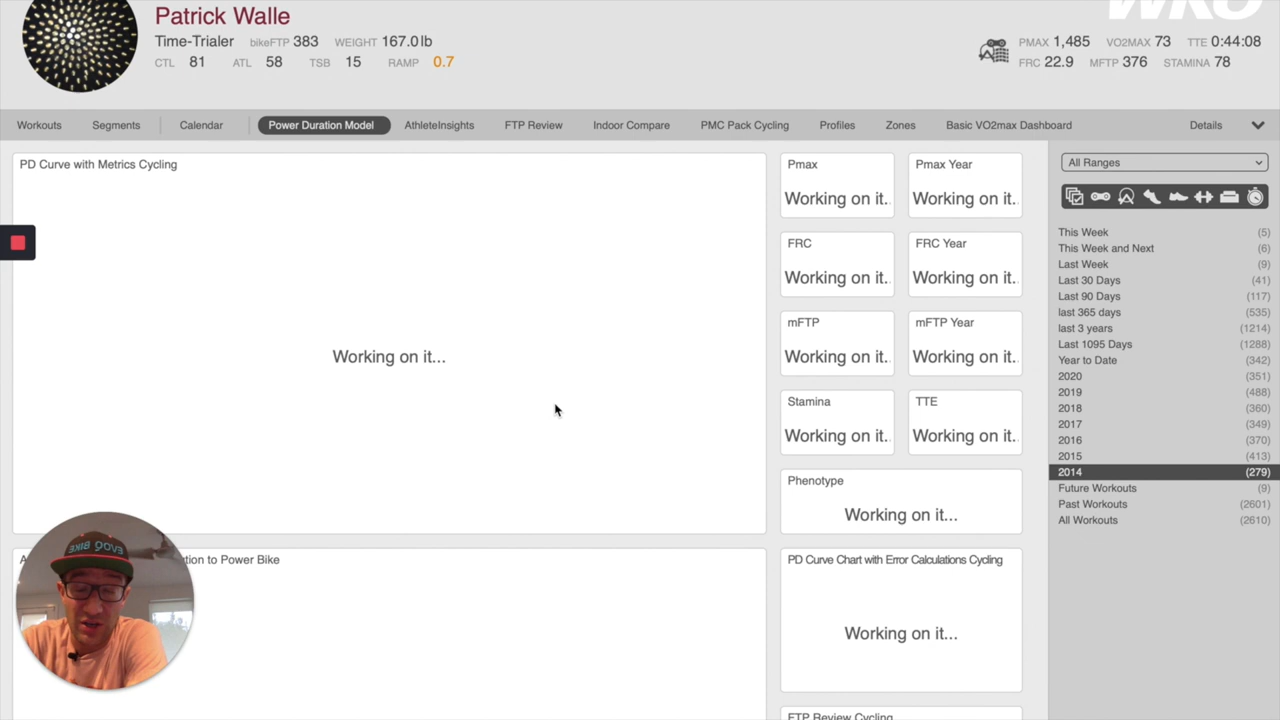 WKO
Patrick Walle
Time-Trialer bikeFTP 383 WEIGHT 167.0lb
CTL 81 ATL 58 TSB 15 RAMP 0.7
PMAX 1,485 VO2MAX 73 TTE 0:44:08
FRC 22.9 MFTP 376 STAMINA 78
Workouts Segments Calendar Power Duration Model AthleteInsights FTP Review Indoor Compare PMC Pack Cycling Profiles Zones Basic VO2max Dashboard Details
PD Curve with Metrics Cycling
Working on it...
Pmax
Working on it.
Pmax Year
Working on it.
FRC
Working on it.
FRC Year
Working on it.
mFTP
Working on it.
mFTP Year
Working on it.
Stamina
Working on it.
TTE
Working on it.
Phenotype
Working on it...
tion to Power Bike
PD Curve Chart with Error Calculations Cycling
Working on it...
FTP Review Cycling
All Ranges
This Week (5)
This Week and Next (6)
Last Week (9)
Last 30 Days (41)
Last 90 Days (117)
last 365 days (535)
last 3 years (1214)
Last 1095 Days (1288)
Year to Date (342)
2020 (351)
2019 (488)
2018 (360)
2017 (349)
2016 (370)
2015 (413)
2014 (279)
Future Workouts (9)
Past Workouts (2601)
All Workouts (2610)
EVOQ BIKE